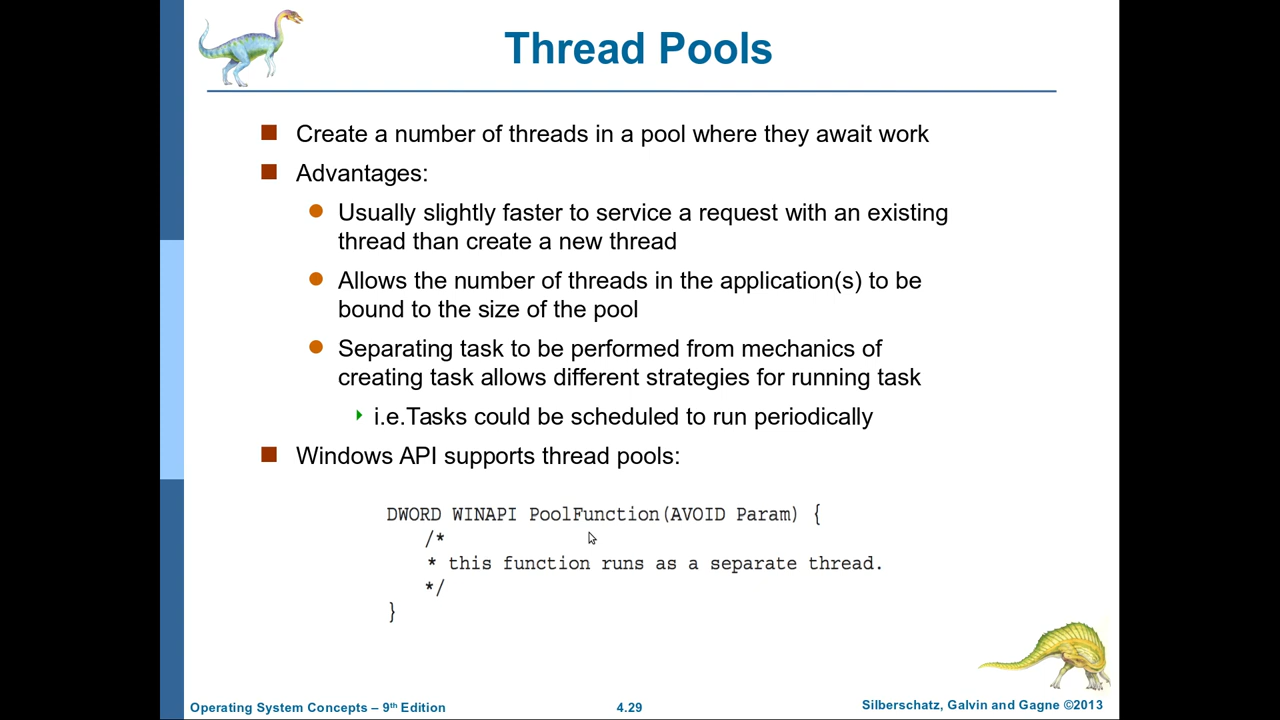 Thread Pools
Create a number of threads in a pool where they await work
Advantages:
Usually slightly faster to service a request with an existing
thread than create a new thread
Allows the number of threads in the application(s) to be
bound to the size of the pool
Separating task to be performed from mechanics of
creating task allows different strategies for running task
i.e.Tasks could be scheduled to run periodically
Windows API supports thread pools:
DWORD WINAPI PoolFunction(AVOID Param) {
/*
* this function runs as a separate thread.
*/
}
Operating System Concepts – 9th Edition
4.29
Silberschatz, Galvin and Gagne ©2013